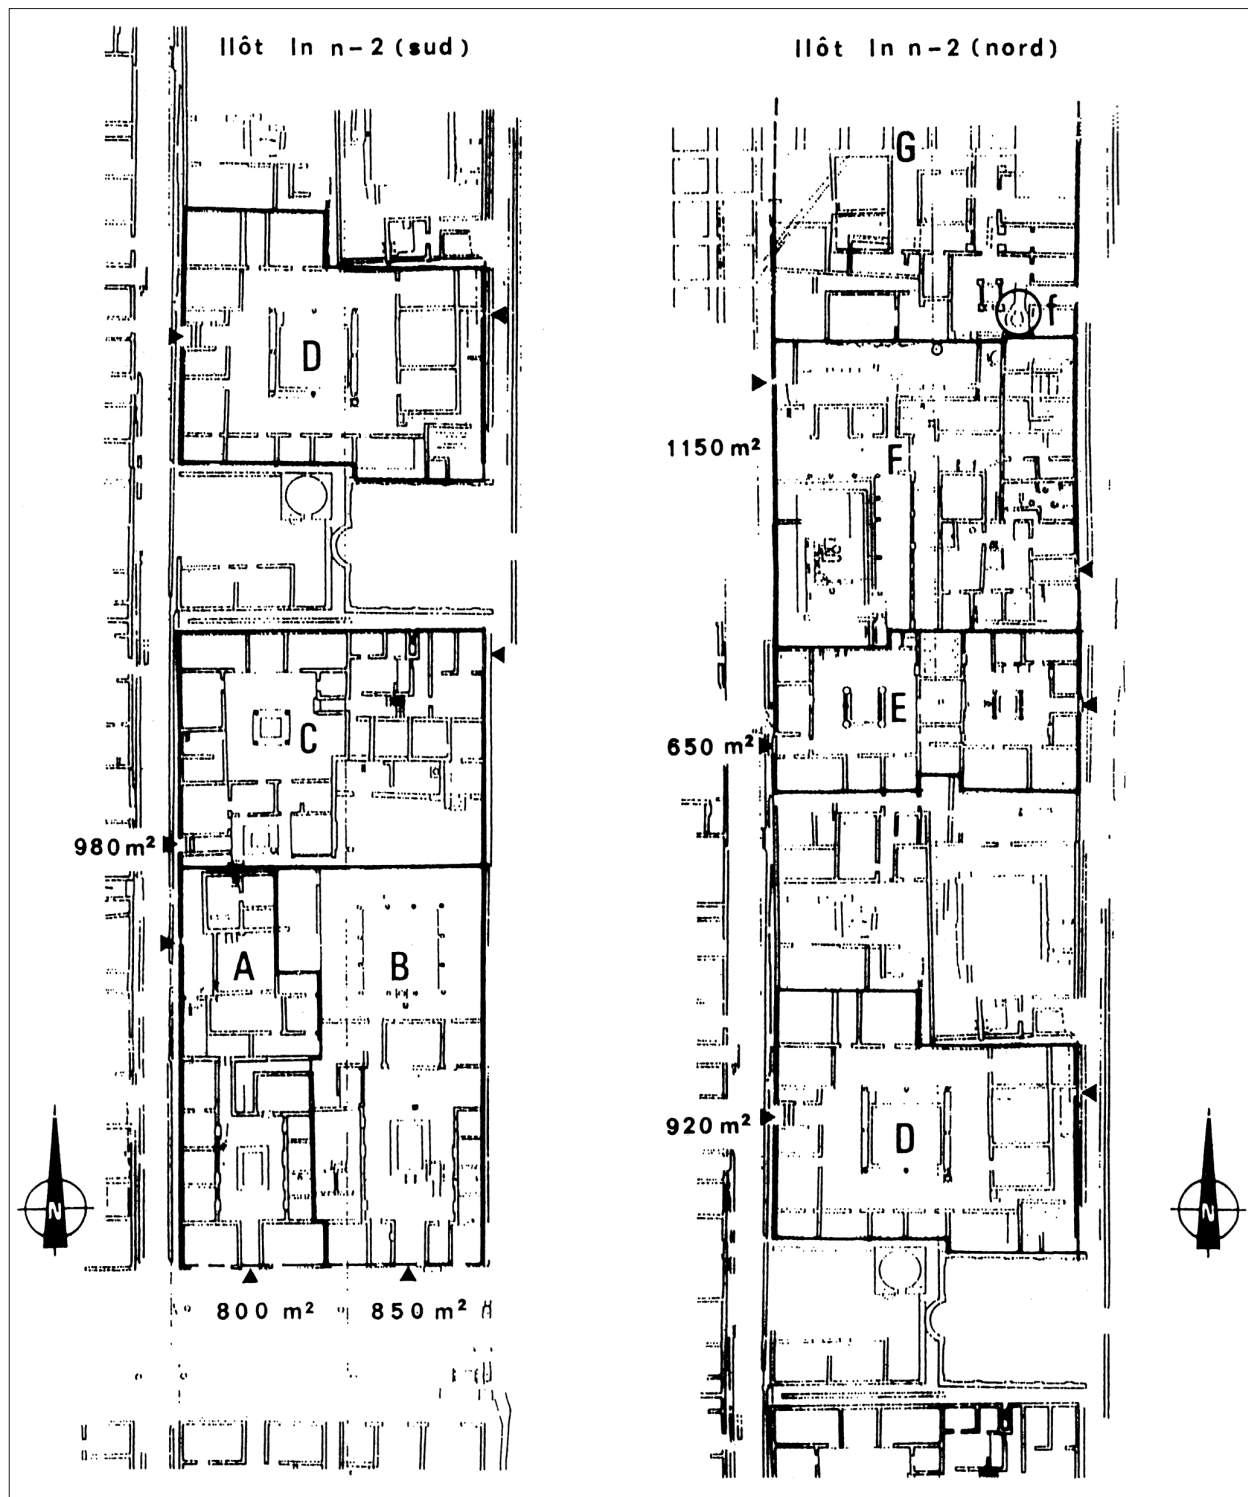 Ilôt In n-2 (sud)
D
C
980 m²
A
B
N
800 m²
850 m²
Ilôt In n-2 (nord)
G
f
1150 m²
F
E
650 m²
D
920 m²
N